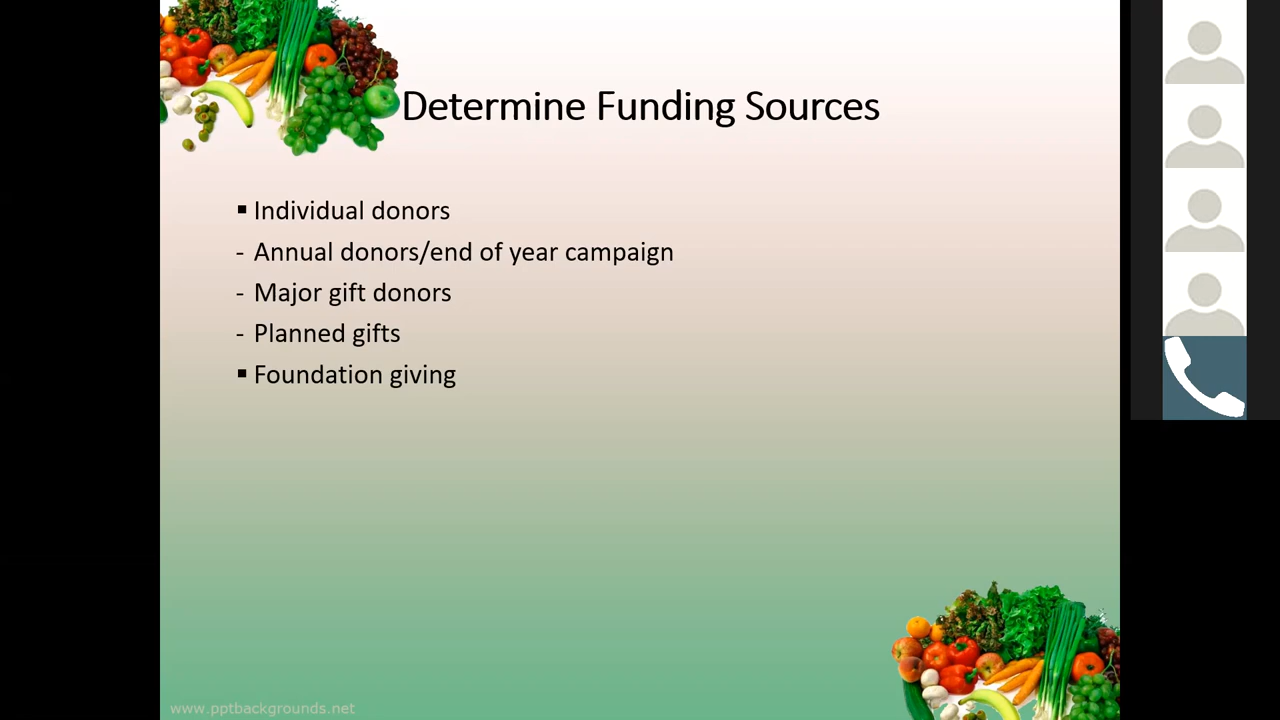 Determine Funding Sources
▪ Individual donors
- Annual donors/end of year campaign
- Major gift donors
- Planned gifts
▪ Foundation giving
www.pptbackgrounds.net